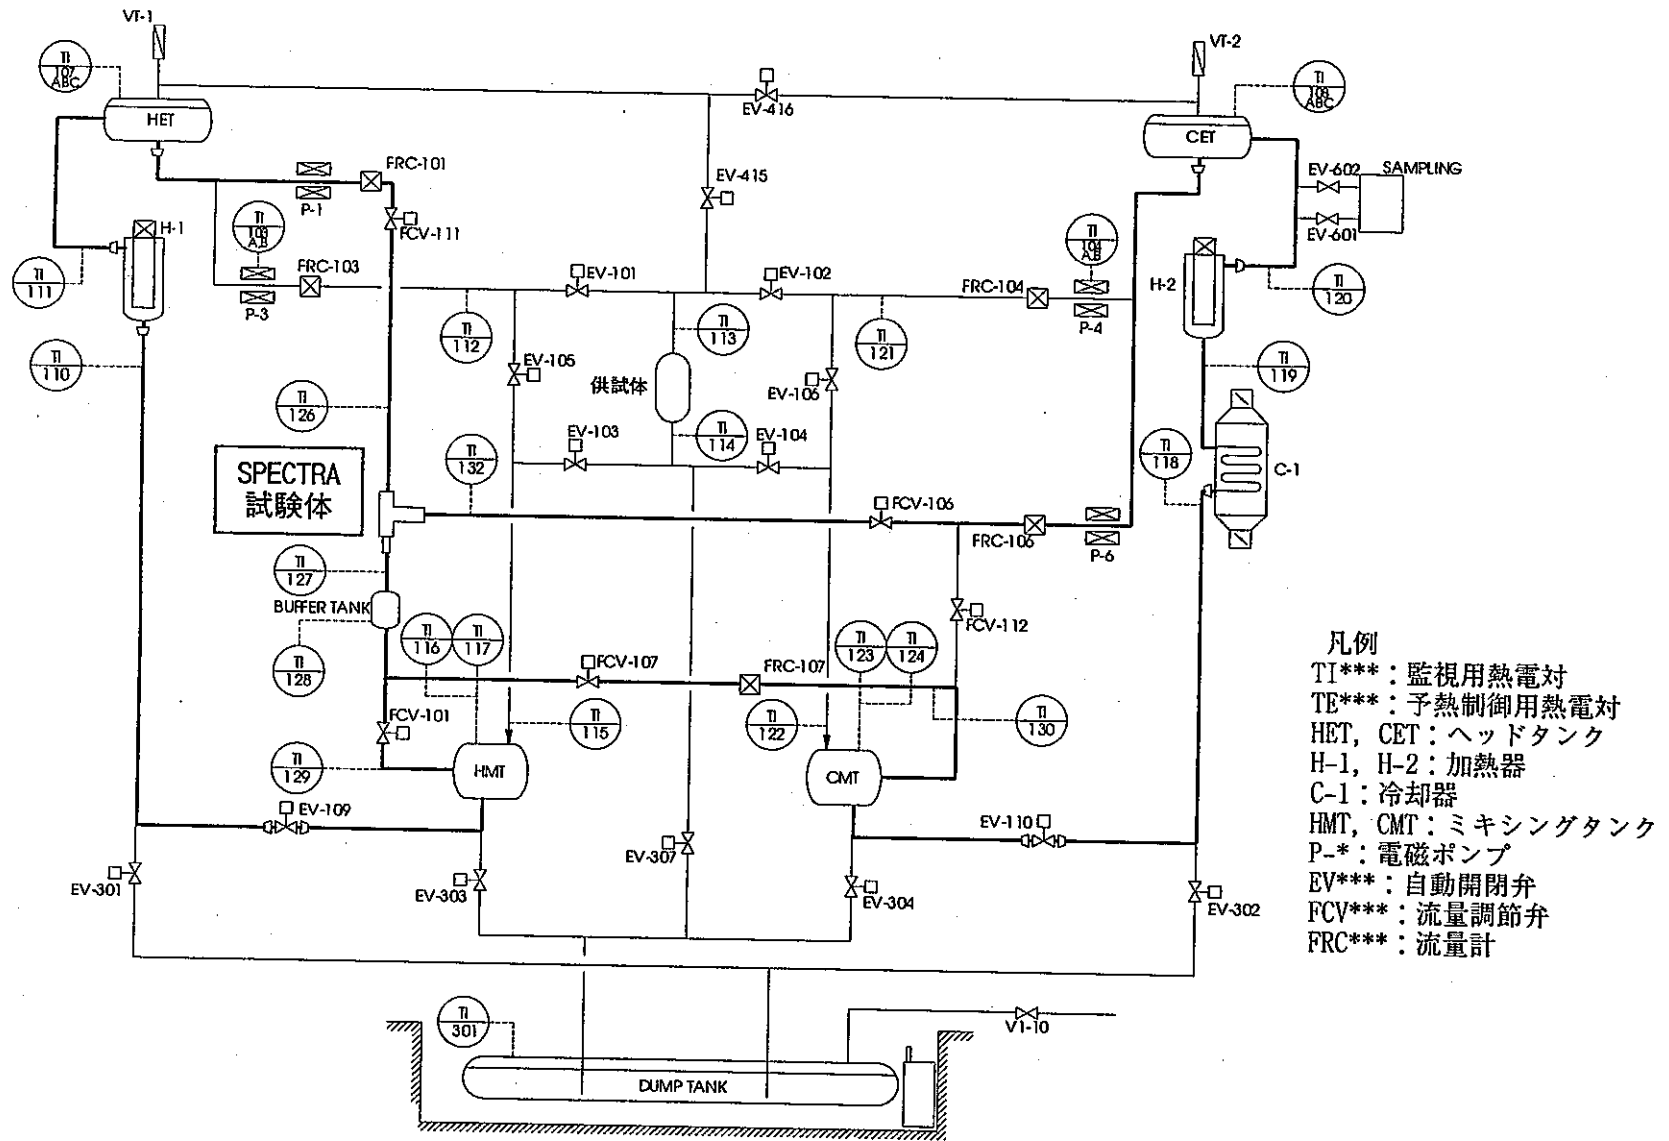 VT-1
VT-2
TI
107
ABC
TI
108
ABC
HET
EV-416
CET
FRC-101
EV-415
EV-602
SAMPLING
P-1
H-1
TI
103
A,B
FCV-111
TI
104
A,B
EV-601
FRC-103
EV-101
EV-102
FRC-104
H-2
TI
111
TI
120
P-3
P-4
TI
112
TI
113
TI
121
TI
110
EV-105
供試体
EV-106
TI
119
TI
126
EV-103
TI
114
EV-104
TI
132
TI
118
C-1
SPECTRA
試験体
FCV-106
FRC-106
P-6
TI
127
BUFFER TANK
TI
116
TI
117
FCV-112
TI
123
TI
124
TI
128
FCV-107
FRC-107
FCV-101
TI
115
TI
122
TI
130
TI
129
HMT
CMT
EV-109
EV-110
EV-307
EV-301
EV-303
EV-304
EV-302
TI
301
V1-10
DUMP TANK
凡例
TI***:監視用熱電対
TE***:予熱制御用熱電対
HET, CET:ヘッドタンク
H-1, H-2:加熱器
C-1:冷却器
HMT, CMT:ミキシングタンク
P-*:電磁ポンプ
EV***:自動開閉弁
FCV***:流量調節弁
FRC***:流量計